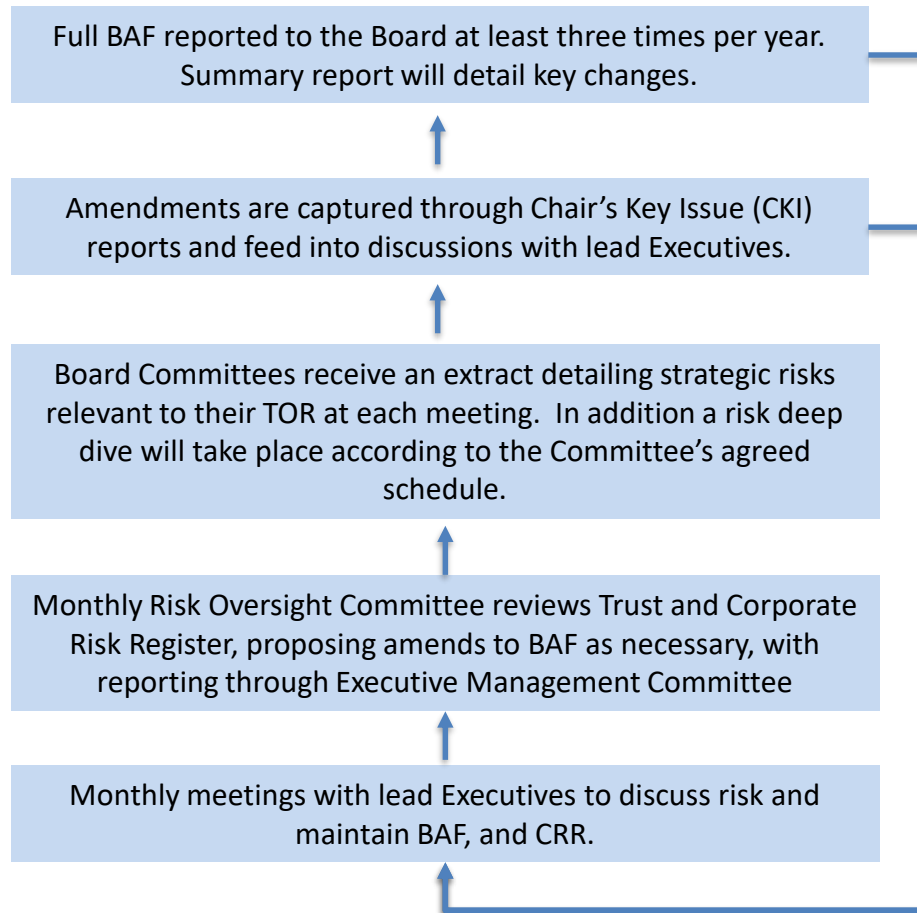 Full BAF reported to the Board at least three times per year.
Summary report will detail key changes.
Amendments are captured through Chair’s Key Issue (CKI)
reports and feed into discussions with lead Executives.
Board Committees receive an extract detailing strategic risks
relevant to their TOR at each meeting.  In addition a risk deep
dive will take place according to the Committee’s agreed
schedule.
Monthly Risk Oversight Committee reviews Trust and Corporate
Risk Register, proposing amends to BAF as necessary, with
reporting through Executive Management Committee
Monthly meetings with lead Executives to discuss risk and
maintain BAF, and CRR.